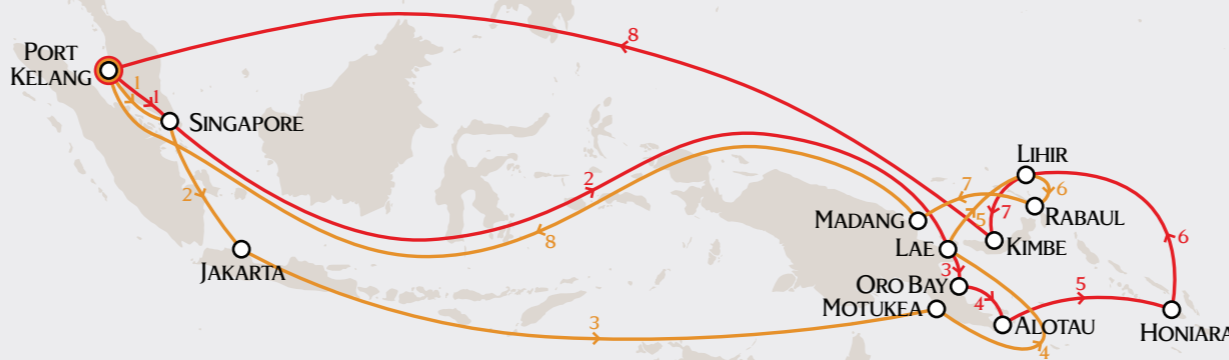 8
PORT
KELANG
1
1
SINGAPORE
LIHIR
2
2
7
6
RABAUL
MADANG
5
7
8
LAE
KIMBE
6
JAKARTA
3
ORO BAY
5
MOTUKEA
4
3
ALOTAU
HONIARA
4